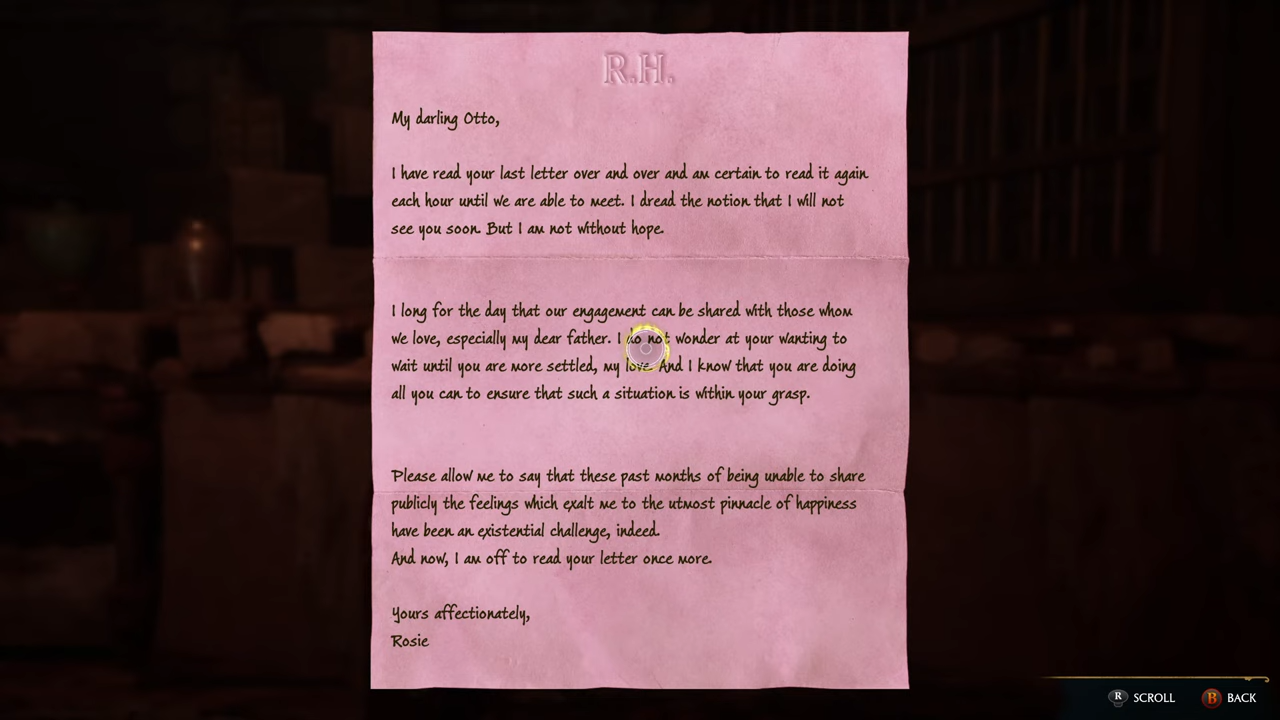 R.H.
My darling Otto,
I have read your last letter over and over and am certain to read it again
each hour until we are able to meet. I dread the notion that I will not
see you soon. But I am not without hope.
I long for the day that our engagement can be shared with those whom
we love, especially my dear father. I do not wonder at your wanting to
wait until you are more settled, my love. And I know that you are doing
all you can to ensure that such a situation is within your grasp.
Please allow me to say that these past months of being unable to share
publicly the feelings which exalt me to the utmost pinnacle of happiness
have been an existential challenge, indeed.
And now, I am off to read your letter once more.
Yours affectionately,
Rosie
R SCROLL B BACK